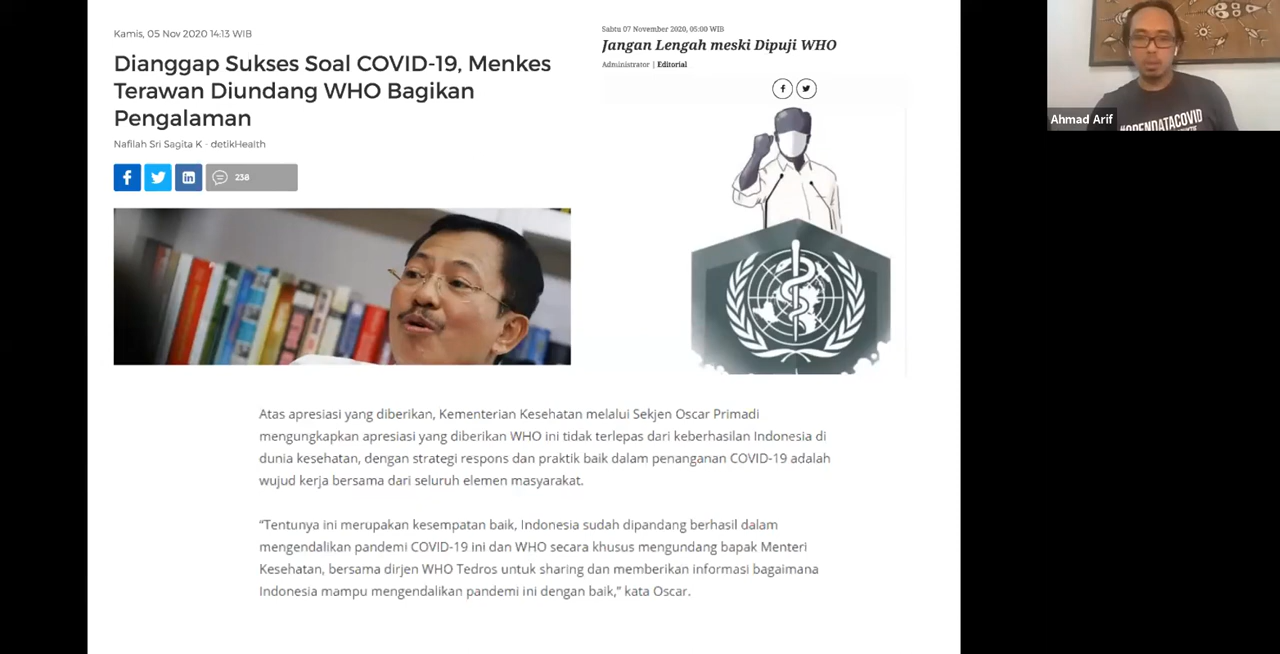 Kamis, 05 Nov 2020 14:13 WIB
Dianggap Sukses Soal COVID-19, Menkes
Terawan Diundang WHO Bagikan
Pengalaman
Nafilah Sri Sagita K - detikHealth
f
in
238
Sabtu 07 November 2020, 05:00 WIB
Jangan Lengah meski Dipuji WHO
Administrator | Editorial
f
Atas apresiasi yang diberikan, Kementerian Kesehatan melalui Sekjen Oscar Primadi
mengungkapkan apresiasi yang diberikan WHO ini tidak terlepas dari keberhasilan Indonesia di
dunia kesehatan, dengan strategi respons dan praktik baik dalam penanganan COVID-19 adalah
wujud kerja bersama dari seluruh elemen masyarakat.
“Tentunya ini merupakan kesempatan baik, Indonesia sudah dipandang berhasil dalam
mengendalikan pandemi COVID-19 ini dan WHO secara khusus mengundang bapak Menteri
Kesehatan, bersama dirjen WHO Tedros untuk sharing dan memberikan informasi bagaimana
Indonesia mampu mengendalikan pandemi ini dengan baik,” kata Oscar.
Ahmad Arif
#OPENDATACOVID